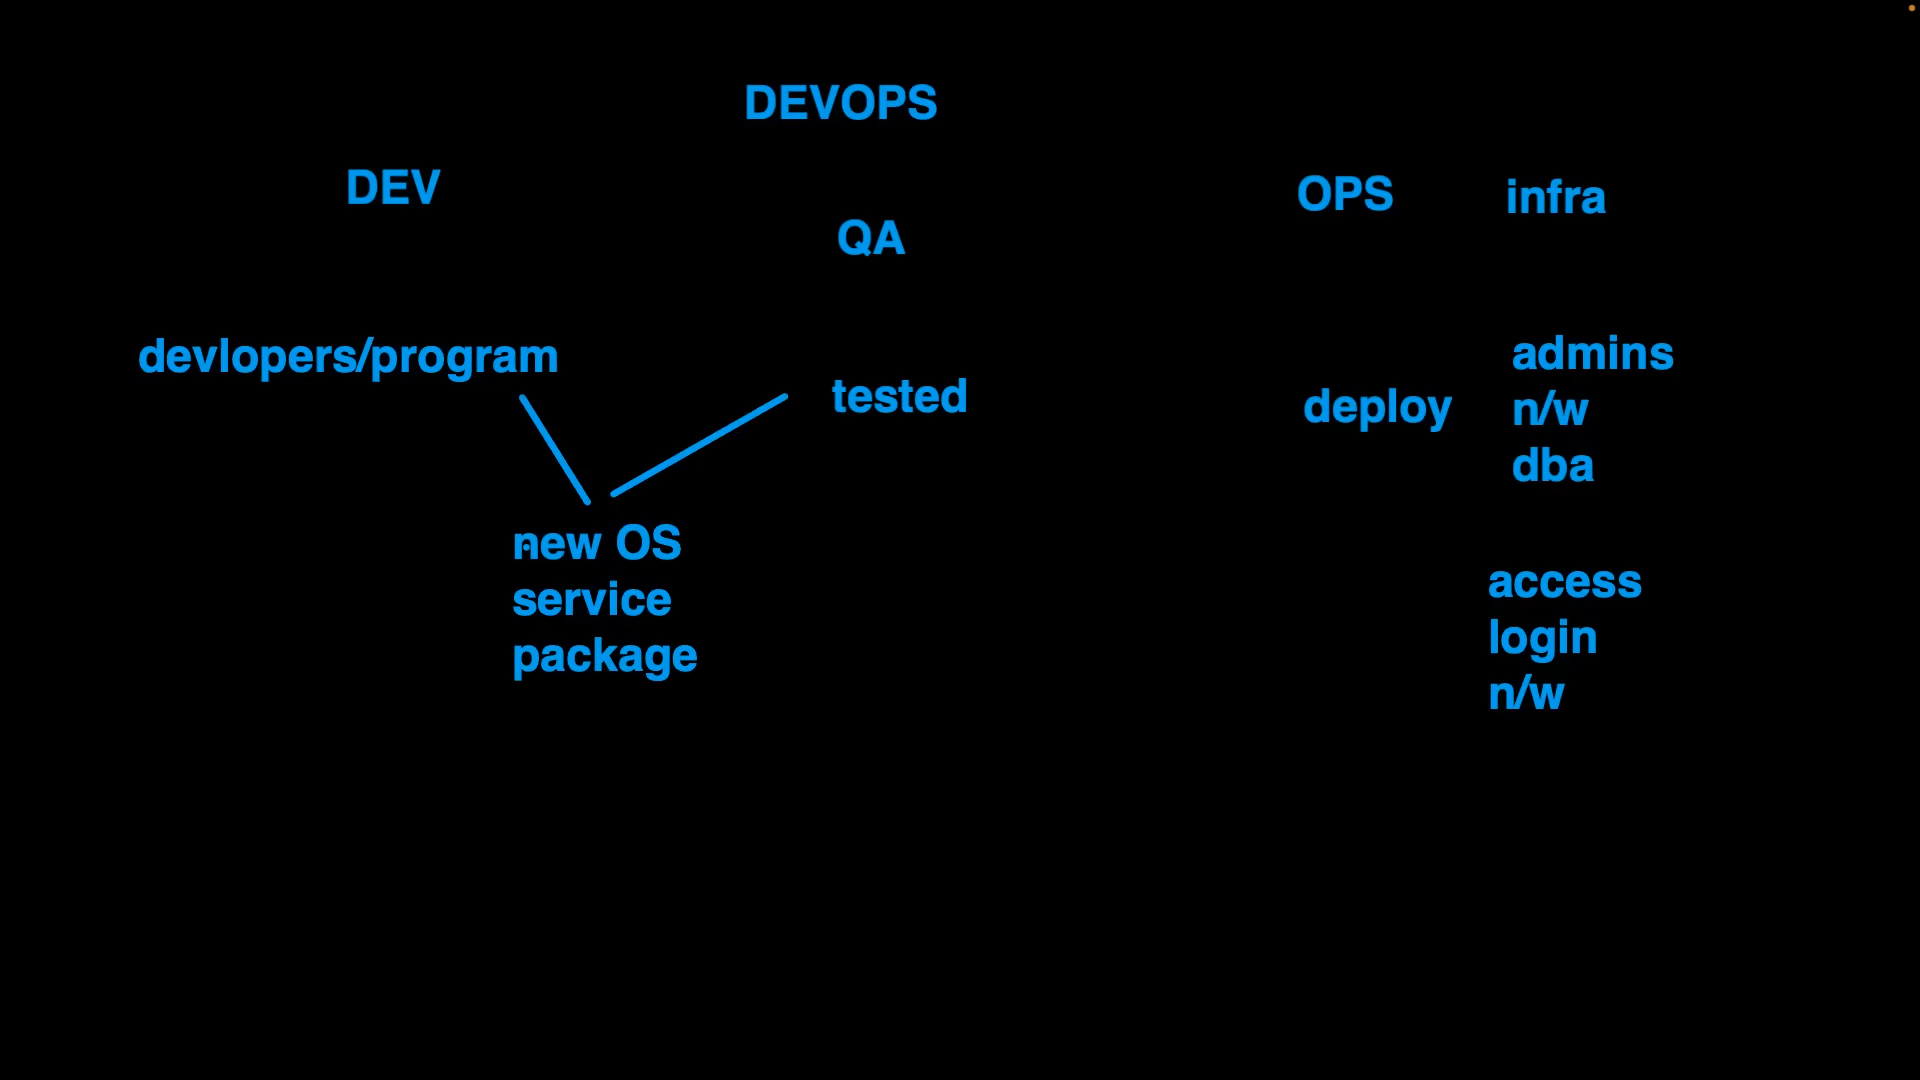 DEVOPS
DEV
OPS
infra
QA
devlopers/program
tested
deploy
admins
n/w
dba
new OS
service
package
access
login
n/w